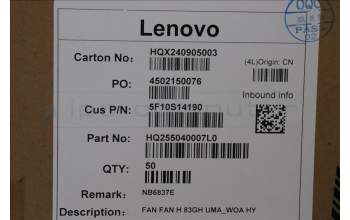 Lenovo
Carton No: HQX240905003
(4L)Origin: CN
PO: 4502150076
Inbound info
Cus P/N: 5F10S14190
Part No: HQ255040007L0
QTY: 50
Remark: NB6837E
Description: FAN FAN H 83GH UMA_WOA HY